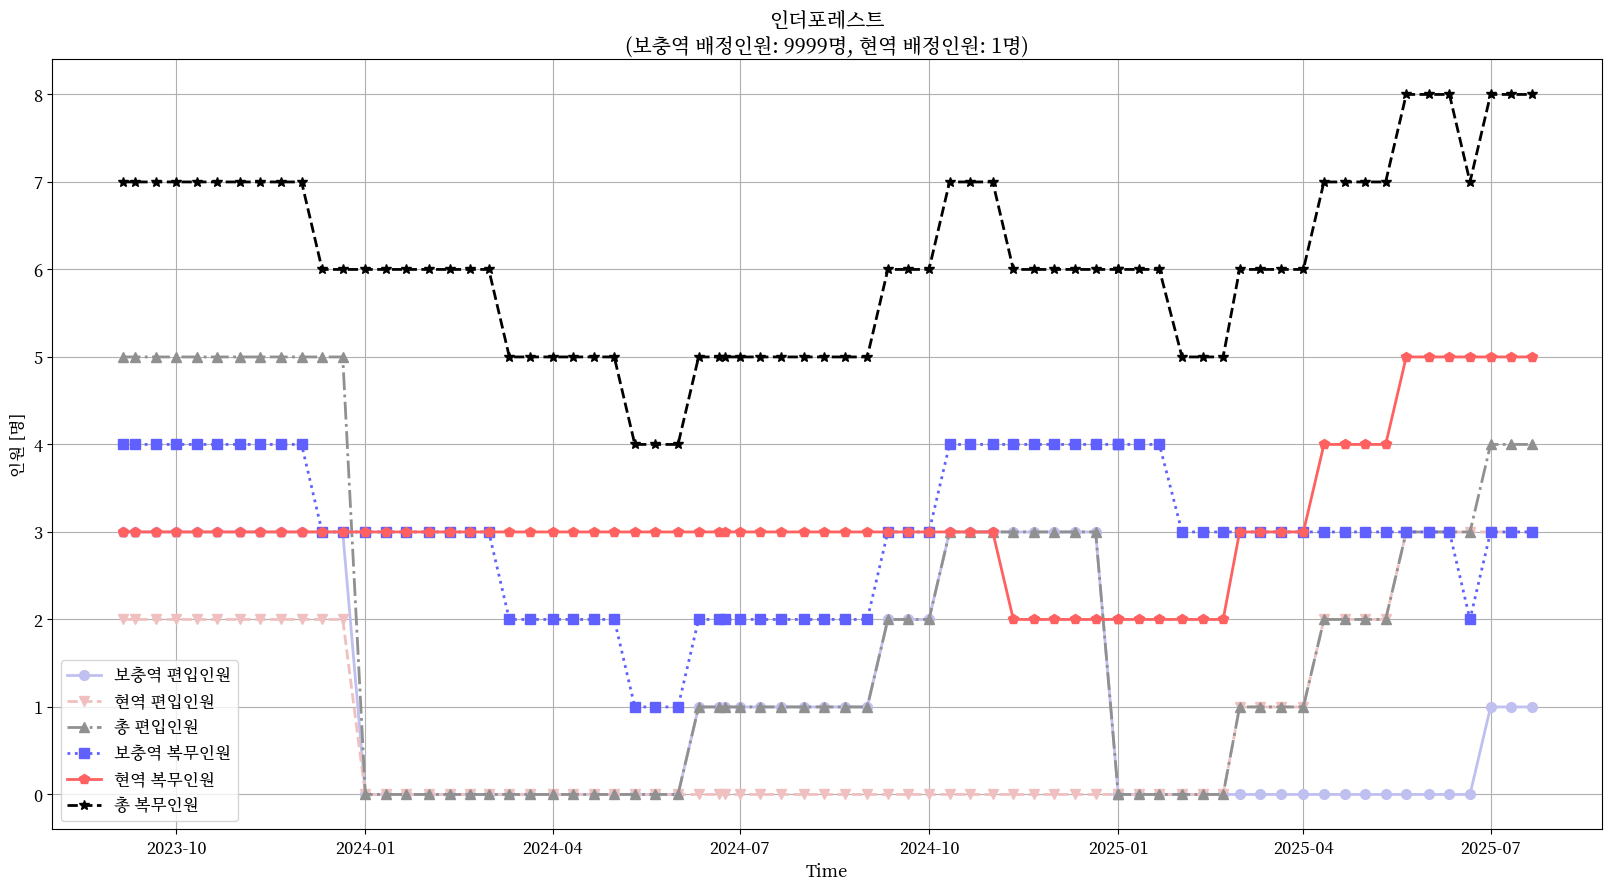 인더포레스트
(보충역 배정인원: 9999명, 현역 배정인원: 1명)
인원 [명]
8
7
6
5
4
3
2
1
0
보충역 편입인원
현역 편입인원
총 편입인원
보충역 복무인원
현역 복무인원
총 복무인원
2023-10
2024-01
2024-04
2024-07
2024-10
2025-01
2025-04
2025-07
Time